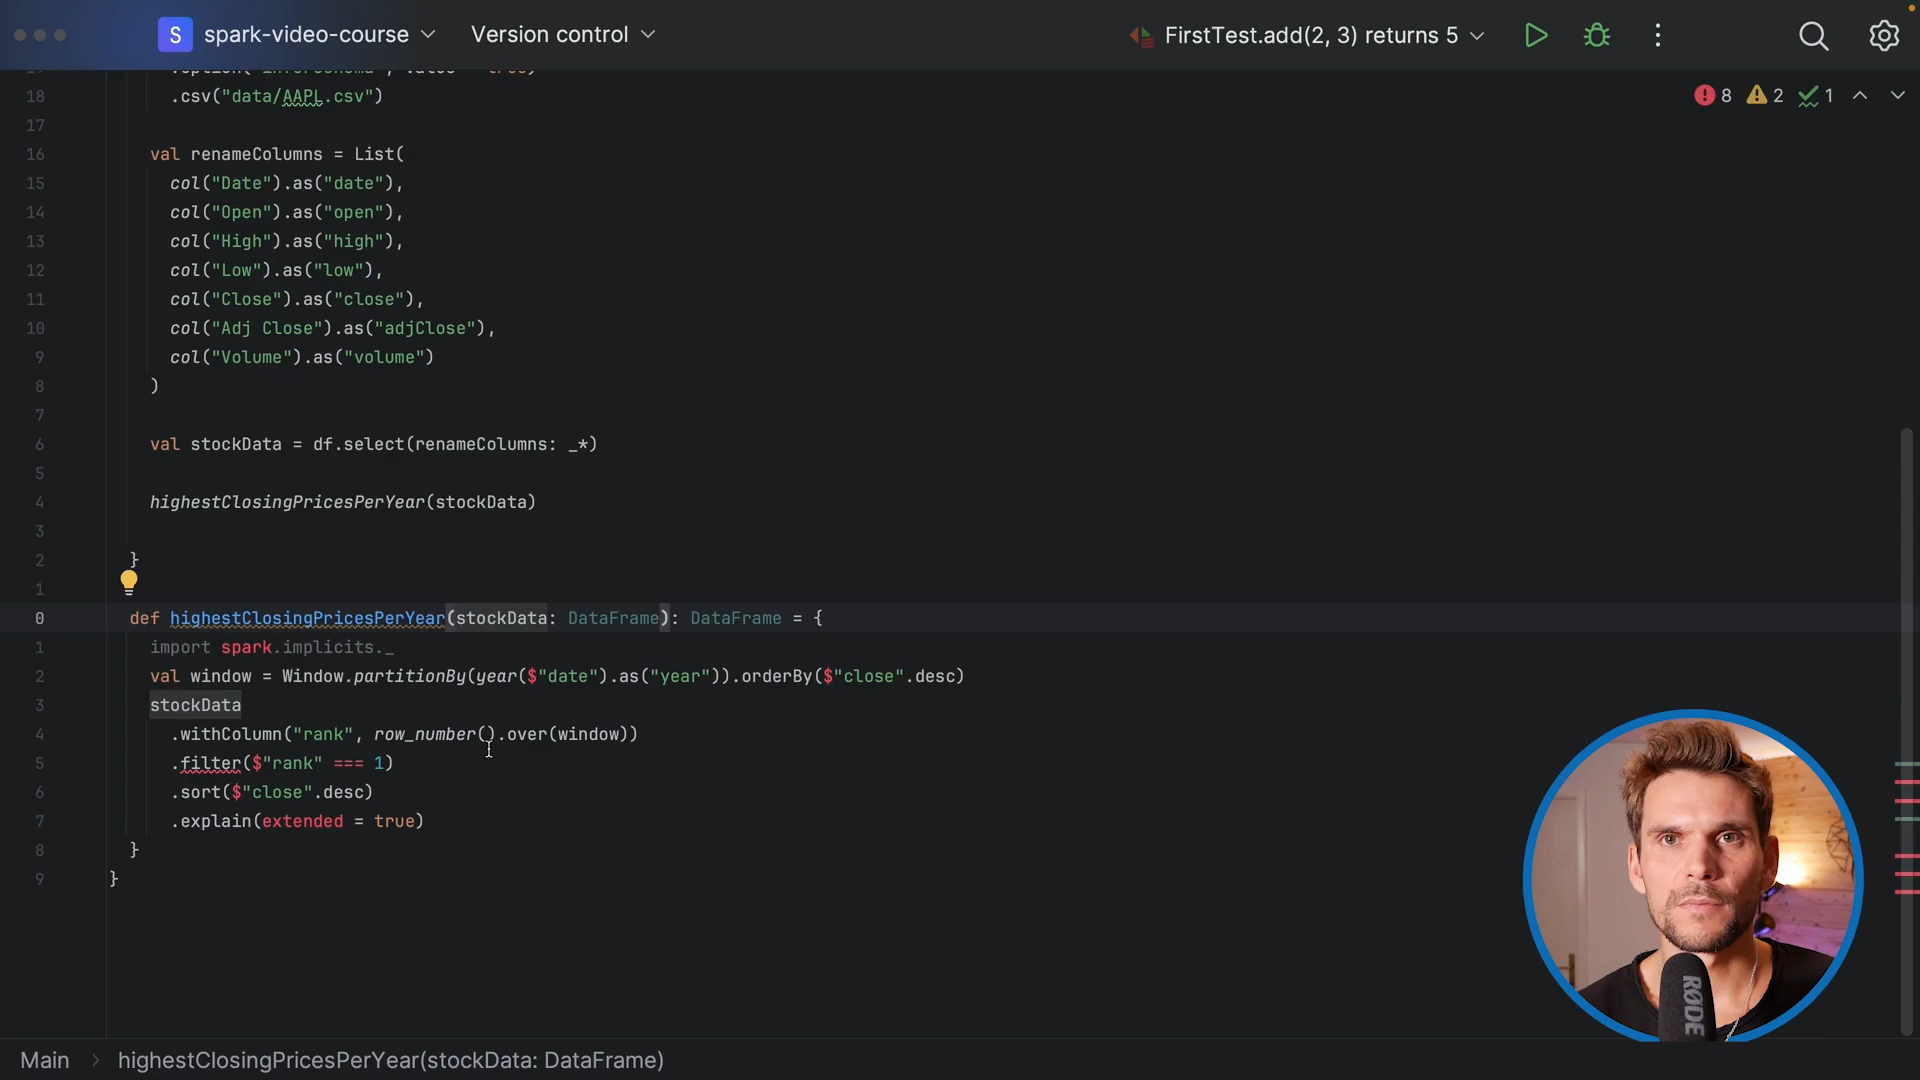 S spark-video-course Version control FirstTest.add(2, 3) returns 5
18 .csv("data/AAPL.csv") 8 2 1
17
16 val renameColumns = List(
15 col("Date").as("date"),
14 col("Open").as("open"),
13 col("High").as("high"),
12 col("Low").as("low"),
11 col("Close").as("close"),
10 col("Adj Close").as("adjClose"),
9 col("Volume").as("volume")
8 )
7
6 val stockData = df.select(renameColumns: _*)
5
4 highestClosingPricesPerYear(stockData)
3
2 }
1
0 def highestClosingPricesPerYear(stockData: DataFrame): DataFrame = {
1 import spark.implicits._
2 val window = Window.partitionBy(year($"date").as("year")).orderBy($"close".desc)
3 stockData
4 .withColumn("rank", row_number().over(window))
5 .filter($"rank" === 1)
6 .sort($"close".desc)
7 .explain(extended = true)
8 }
9 }
RØDE
Main > highestClosingPricesPerYear(stockData: DataFrame)